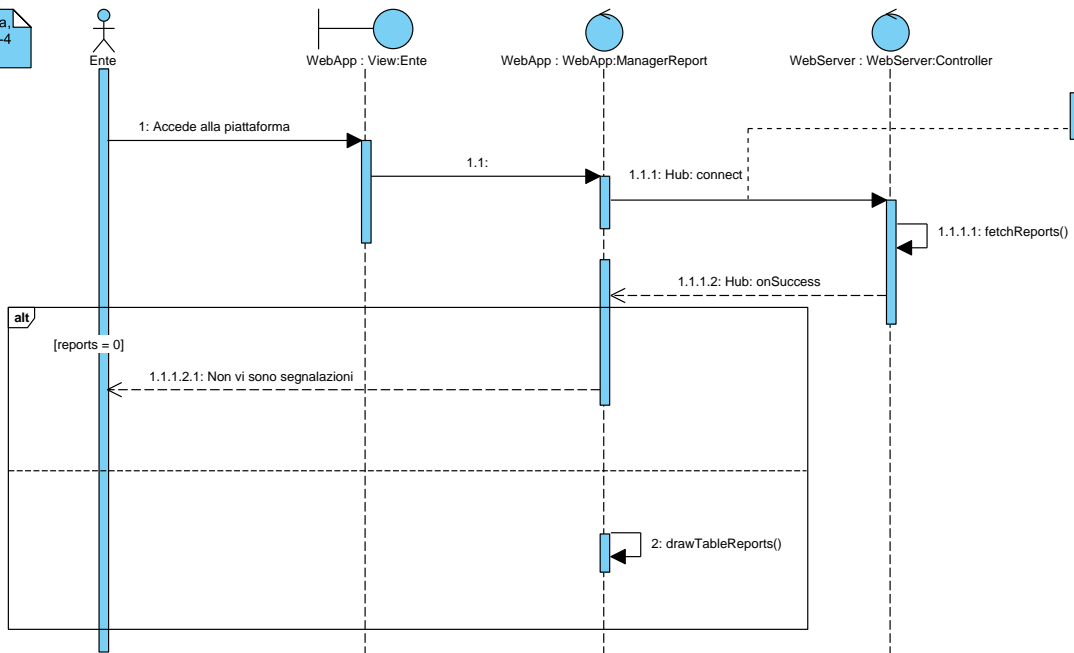 a,
-4
Ente
WebApp : View:Ente
WebApp : WebApp:ManagerReport
WebServer : WebServer:Controller
1: Accede alla piattaforma
1.1:
1.1.1: Hub: connect
1.1.1.1: fetchReports()
1.1.1.2: Hub: onSuccess
alt
[reports = 0]
1.1.1.2.1: Non vi sono segnalazioni
2: drawTableReports()